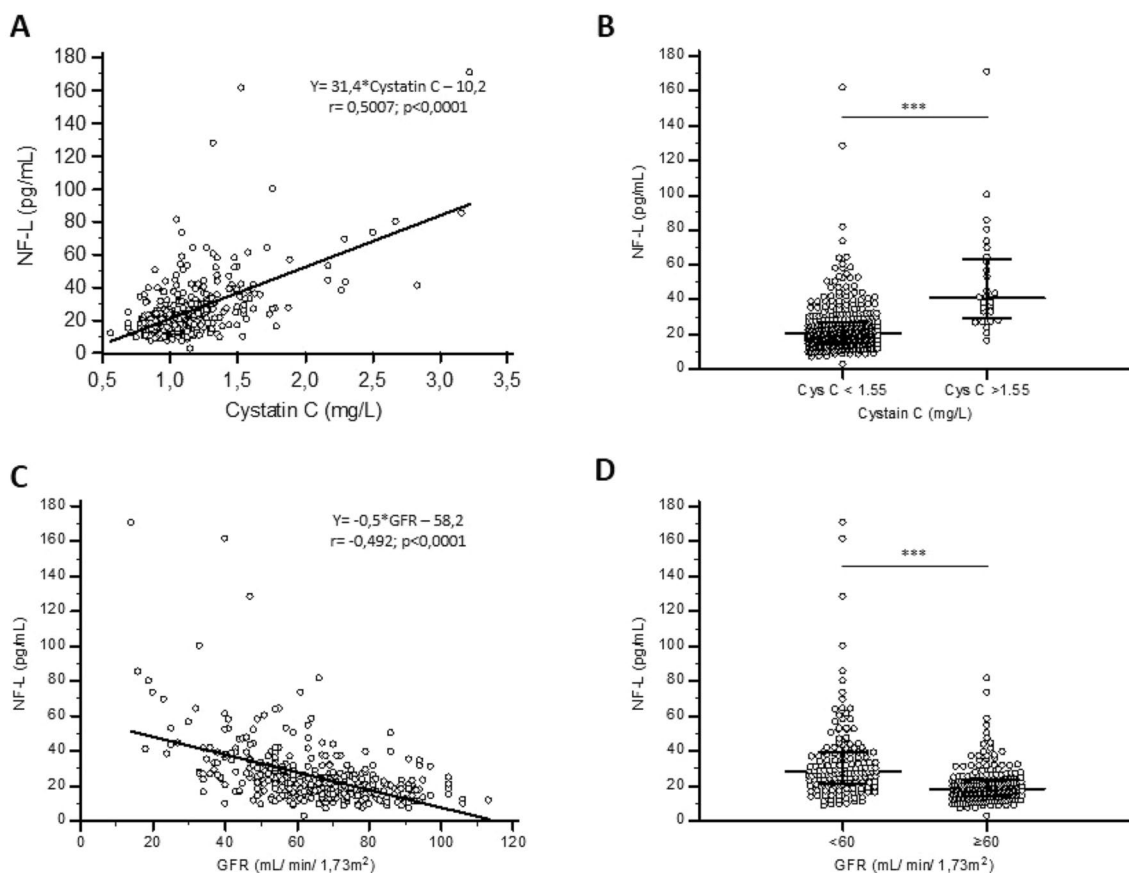 A
180
160
140
120
100
80
60
40
20
0
NF-L (pg/mL)
Y= 31,4*Cystatin C – 10,2
r= 0,5007; p<0,0001
0,5 1,0 1,5 2,0 2,5 3,0 3,5
Cystatin C (mg/L)
B
180
160
140
120
100
80
60
40
20
0
NF-L (pg/mL)
***
Cys C < 1.55 Cys C >1.55
Cystain C (mg/L)
C
180
160
140
120
100
80
60
40
20
0
NF-L (pg/mL)
Y= -0,5*GFR – 58,2
r= -0,492; p<0,0001
0 20 40 60 80 100 120
GFR (mL/ min/ 1,73m²)
D
180
160
140
120
100
80
60
40
20
0
NF-L (pg/mL)
***
<60 ≥60
GFR (mL/ min/ 1,73m²)